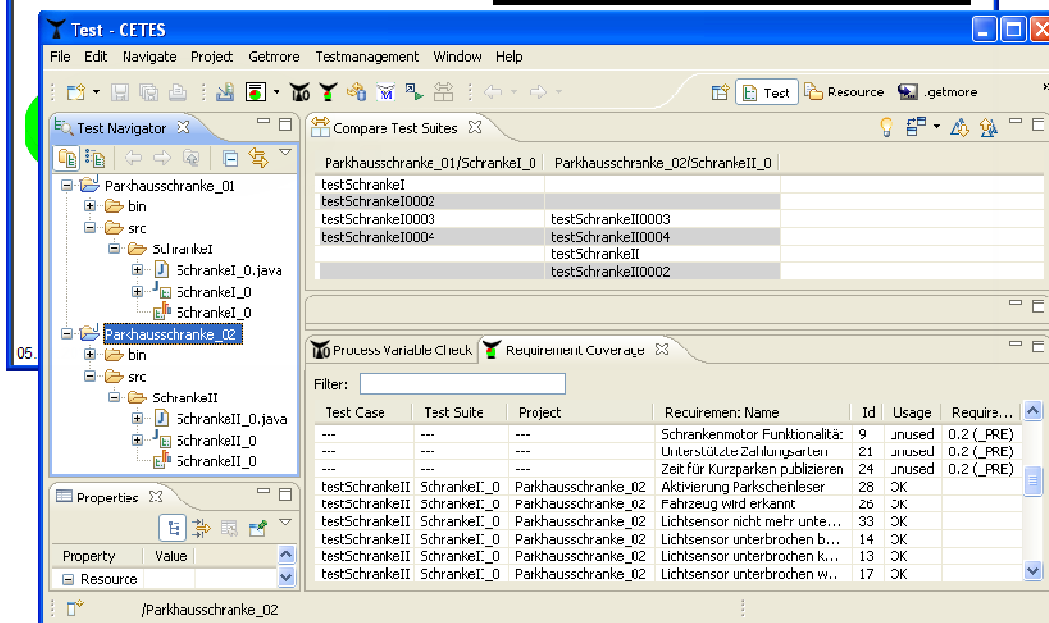 Test - CETES
File Edit Navigate Project Getmore Testmanagement Window Help
Test Resource .getmore
Test Navigator
Compare Test Suites
Parkhausschranke_01/SchrankeI_0 Parkhausschranke_02/SchrankeII_0
testSchrankeI
testSchrankeI0002
testSchrankeI0003 testSchrankeII0003
testSchrankeI0004 testSchrankeII0004
testSchrankeII
testSchrankeII0002
Parkhausschranke_01
bin
src
SchrankeI
SchrankeI_0.java
SchrankeI_0
SchrankeI_0
Parkhausschranke_02
bin
src
SchrankeII
SchrankeII_0.java
SchrankeII_0
SchrankeII_0
05.
Process Variable Check Requirement Coverage
Filter:
Test Case Test Suite Project Requirement Name Id Usage Require...
--- --- --- Schrankenmotor Funktionalität 9 unused 0.2 (_PRE)
--- --- --- Unterstützte Zahlungsarten 21 unused 0.2 (_PRE)
--- --- --- Zeit für Kurzparken publizieren 24 unused 0.2 (_PRE)
testSchrankeII SchrankeII_0 Parkhausschranke_02 Aktivierung Parkscheinleser 28 OK
testSchrankeII SchrankeII_0 Parkhausschranke_02 Fahrzeug wird erkannt 26 OK
testSchrankeII SchrankeII_0 Parkhausschranke_02 Lichtsensor nicht mehr unte... 33 OK
testSchrankeII SchrankeII_0 Parkhausschranke_02 Lichtsensor unterbrochen b... 14 OK
testSchrankeII SchrankeII_0 Parkhausschranke_02 Lichtsensor unterbrochen k... 13 OK
testSchrankeII SchrankeII_0 Parkhausschranke_02 Lichtsensor unterbrochen w... 17 OK
Properties
Property Value
Resource
/Parkhausschranke_02